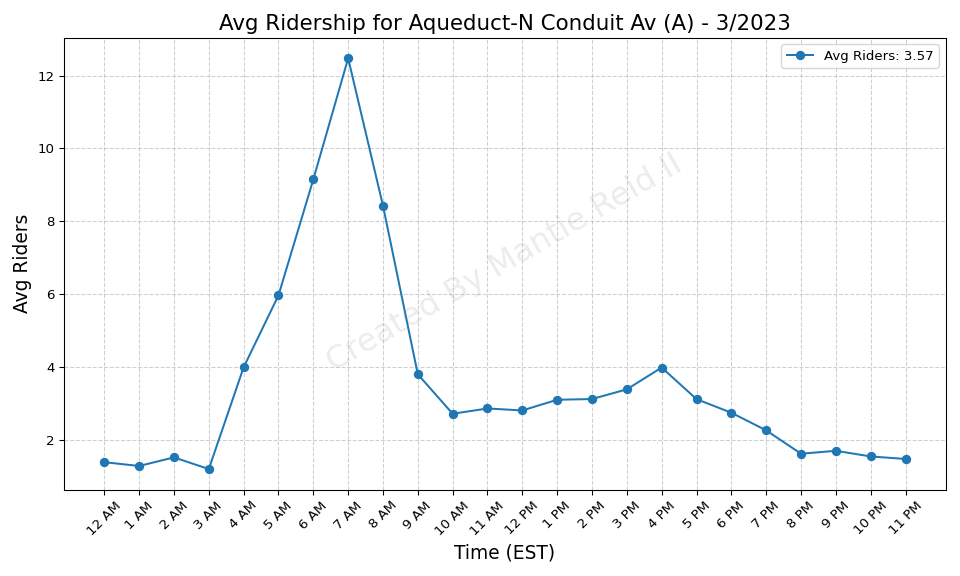 Avg Ridership for Aqueduct-N Conduit Av (A) - 3/2023
Avg Riders: 3.57
12
10
8
6
4
2
Avg Riders
Created By Mantle Reid II
12 AM
1 AM
2 AM
3 AM
4 AM
5 AM
6 AM
7 AM
8 AM
9 AM
10 AM
11 AM
12 PM
1 PM
2 PM
3 PM
4 PM
5 PM
6 PM
7 PM
8 PM
9 PM
10 PM
11 PM
Time (EST)